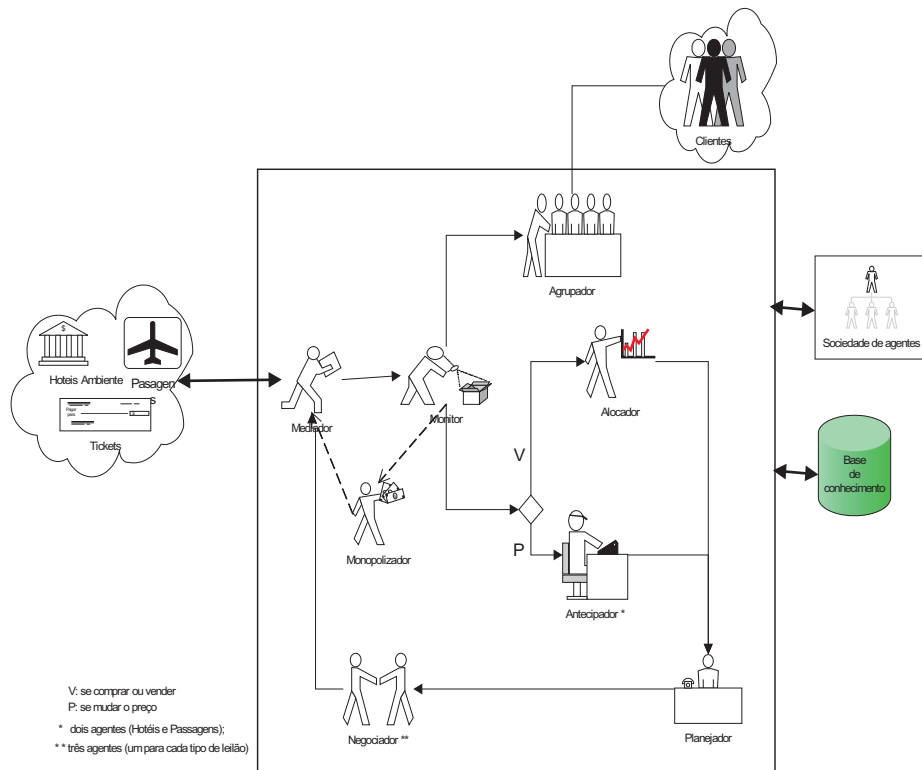 Clientes
Agrupador
Sociedade de agentes
$
Hoteis Ambiente
Pasagen
s
Pagar
para
Tickets
Mediador
Monitor
Alocador
V
Base
de
conhecimento
Monopolizador
P
Antecipador *
V: se comprar ou vender
P: se mudar o preço
* dois agentes (Hotéis e Passagens);
* * três agentes (um para cada tipo de leilão)
Negociador **
Planejador